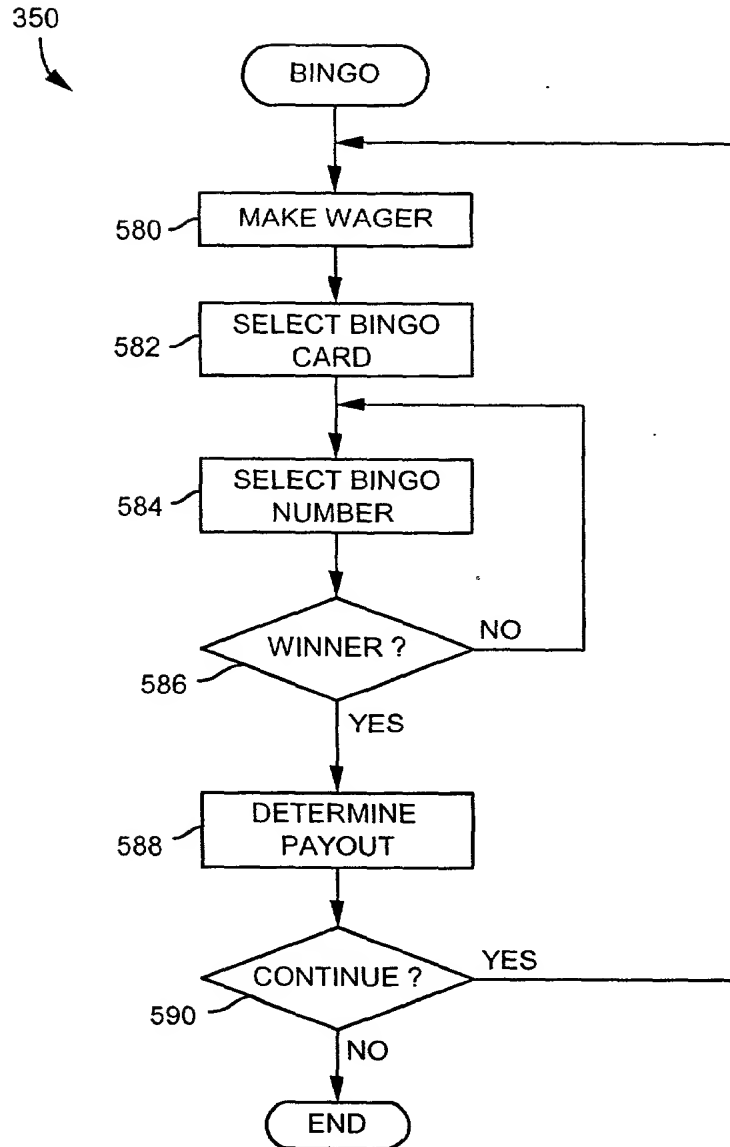 350
BINGO
580
MAKE WAGER
582
SELECT BINGO
CARD
584
SELECT BINGO
NUMBER
WINNER ?
NO
586
YES
588
DETERMINE
PAYOUT
CONTINUE ?
YES
590
NO
END